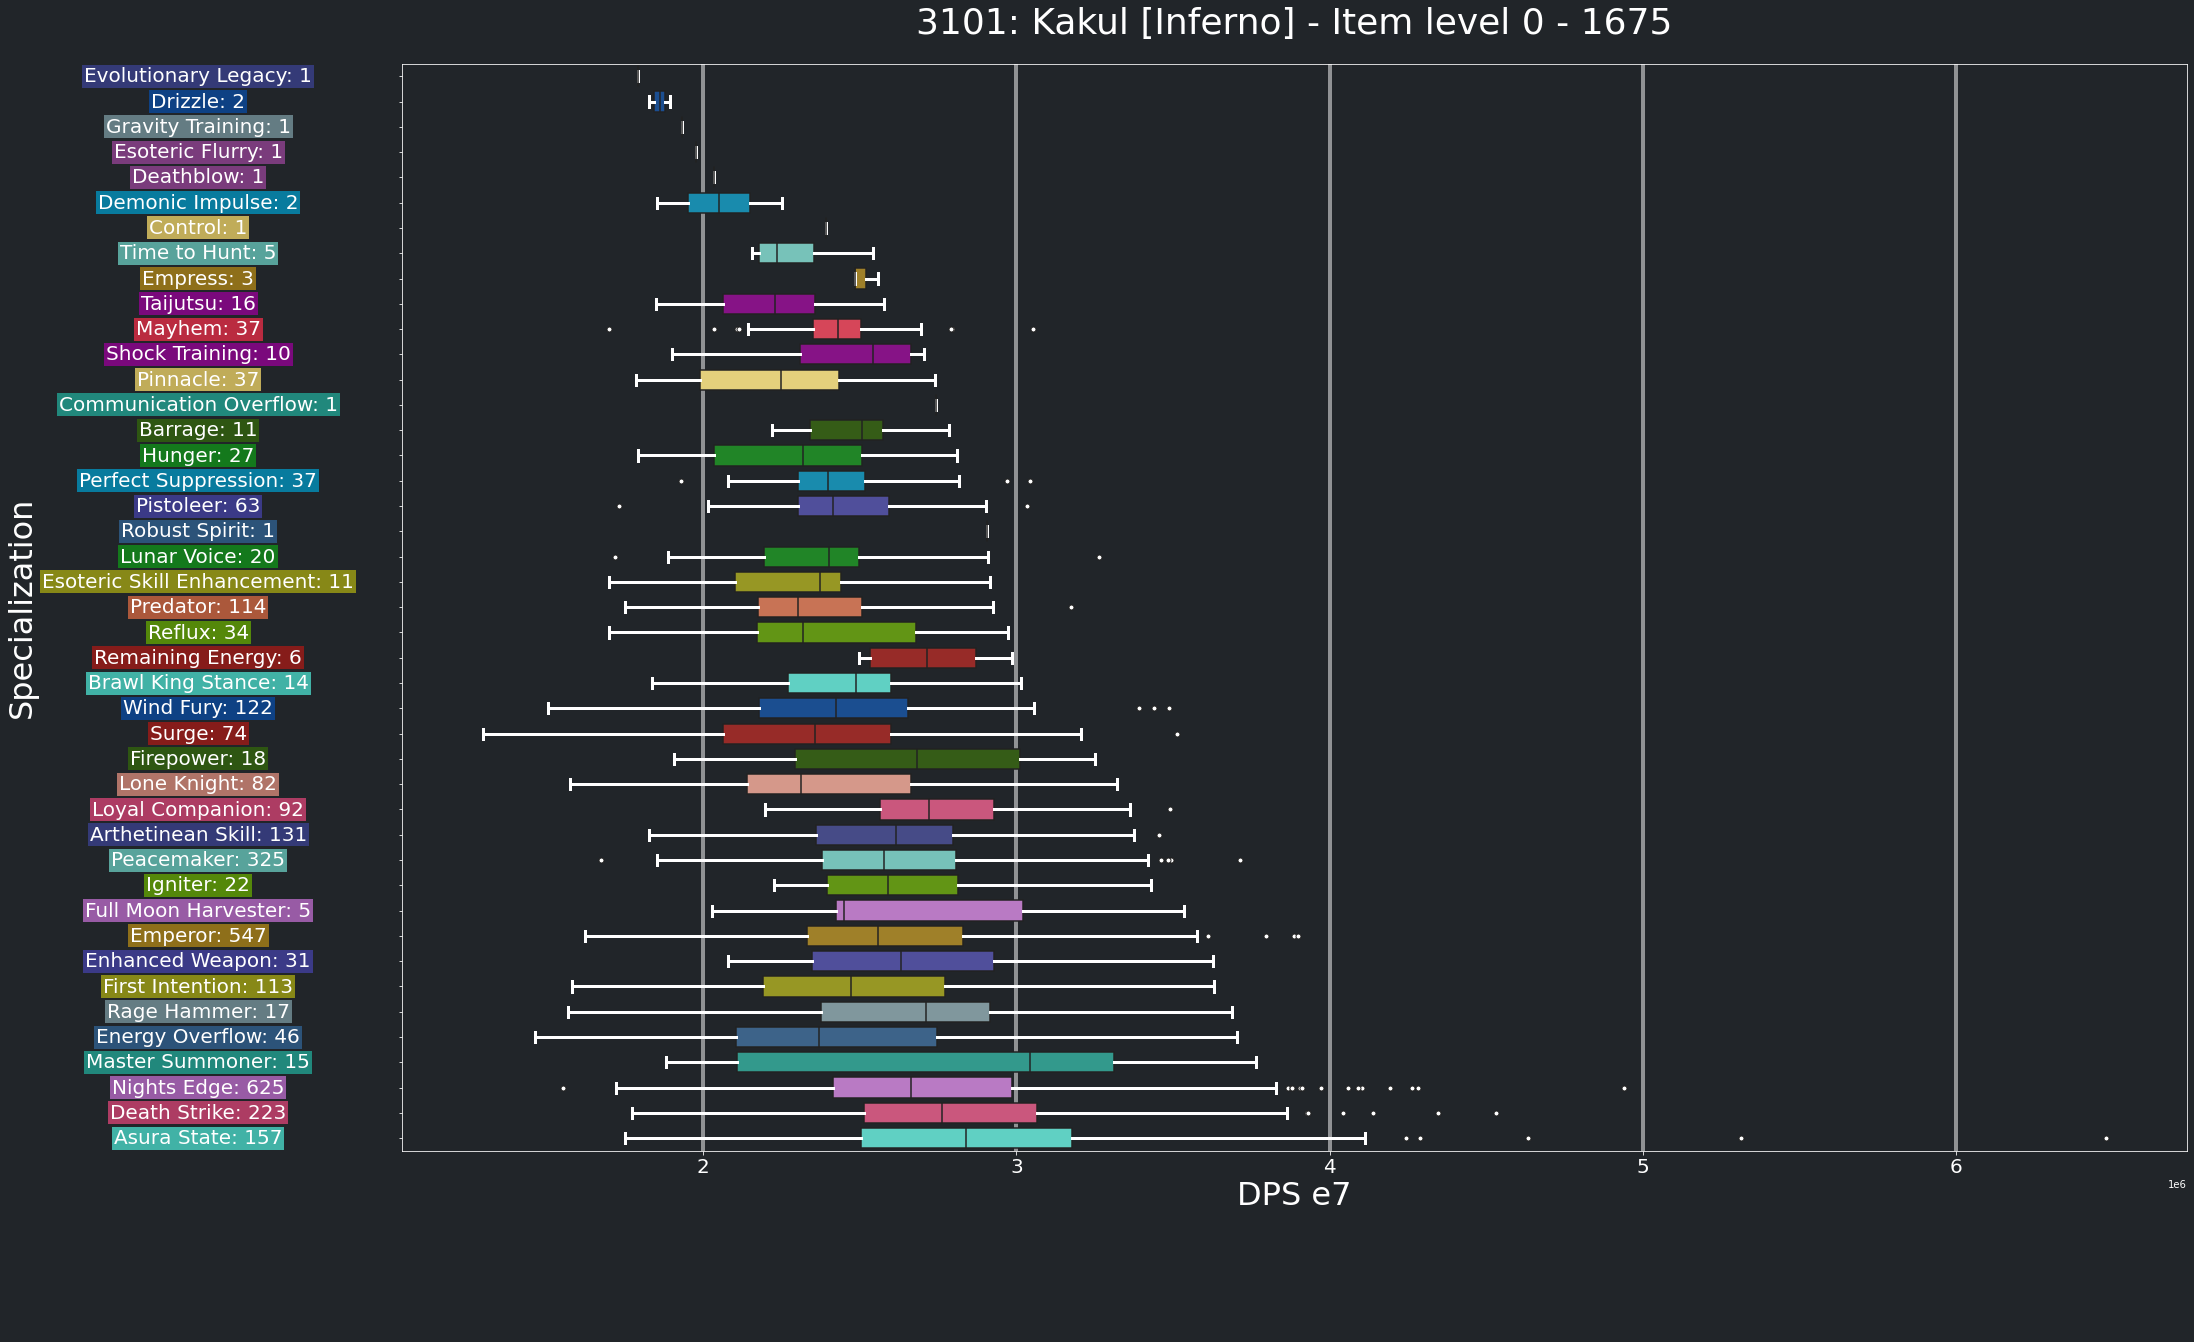 3101: Kakul [Inferno] - Item level 0 - 1675
Specialization
Evolutionary Legacy: 1
Drizzle: 2
Gravity Training: 1
Esoteric Flurry: 1
Deathblow: 1
Demonic Impulse: 2
Control: 1
Time to Hunt: 5
Empress: 3
Taijutsu: 16
Mayhem: 37
Shock Training: 10
Pinnacle: 37
Communication Overflow: 1
Barrage: 11
Hunger: 27
Perfect Suppression: 37
Pistoleer: 63
Robust Spirit: 1
Lunar Voice: 20
Esoteric Skill Enhancement: 11
Predator: 114
Reflux: 34
Remaining Energy: 6
Brawl King Stance: 14
Wind Fury: 122
Surge: 74
Firepower: 18
Lone Knight: 82
Loyal Companion: 92
Arthetinean Skill: 131
Peacemaker: 325
Igniter: 22
Full Moon Harvester: 5
Emperor: 547
Enhanced Weapon: 31
First Intention: 113
Rage Hammer: 17
Energy Overflow: 46
Master Summoner: 15
Nights Edge: 625
Death Strike: 223
Asura State: 157
2 3 4 5 6
DPS e7
1e6